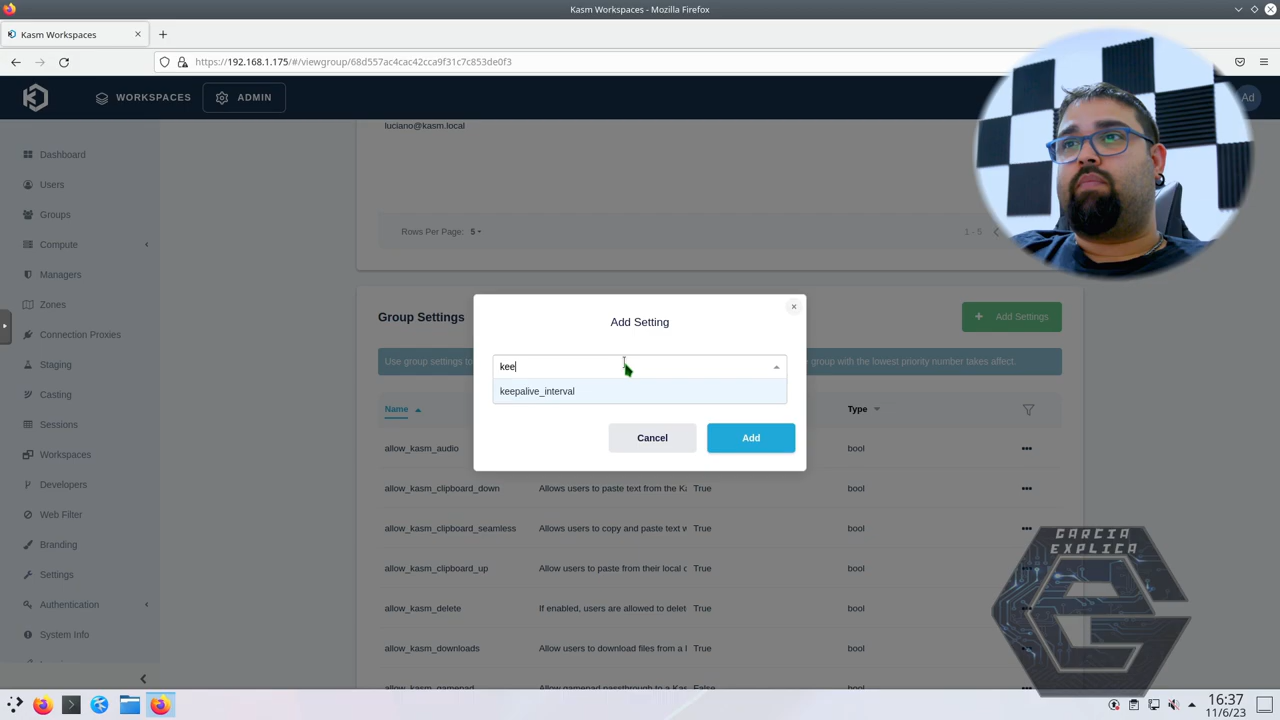 Kasm Workspaces - Mozilla Firefox
Kasm Workspaces
https://192.168.1.175/#/viewgroup/68d557ac4cac42cca9f31c7c853de0f3
WORKSPACES
ADMIN
Ad
luciano@kasm.local
Dashboard
Users
Groups
Compute
Managers
Zones
Connection Proxies
Staging
Casting
Sessions
Workspaces
Developers
Web Filter
Branding
Settings
Authentication
System Info
Rows Per Page: 5
1 - 5
Group Settings
Add Settings
Use group settings to
group with the lowest priority number takes affect.
Add Setting
kee
keepalive_interval
Cancel
Add
Name
Type
allow_kasm_audio
bool
allow_kasm_clipboard_down Allows users to paste text from the Ka True bool
allow_kasm_clipboard_seamless Allows users to copy and paste text w True bool
allow_kasm_clipboard_up Allow users to paste from their local c True bool
allow_kasm_delete If enabled, users are allowed to delet True bool
allow_kasm_downloads Allow users to download files from a True bool
allow_kasm_gamepad Allow gamepad passthrough to a Kas False bool
GARCIA
EXPLICA
16:37
11/6/23